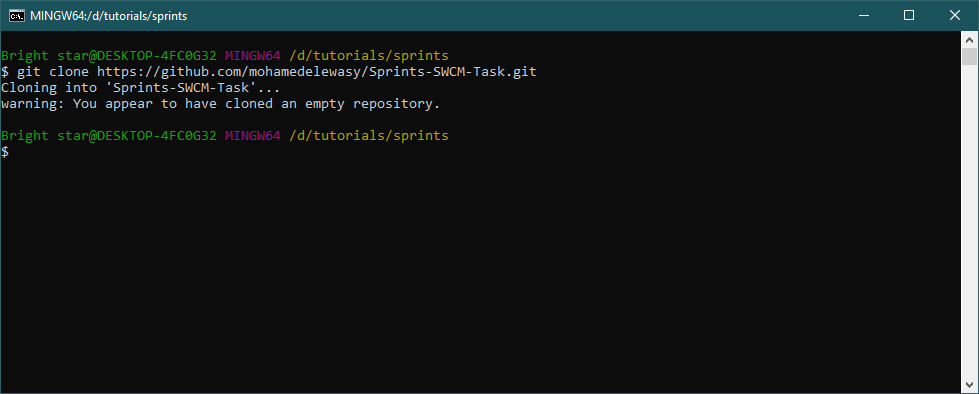 MINGW64:/d/tutorials/sprints
Bright star@DESKTOP-4FC0G32 MINGW64 /d/tutorials/sprints
$ git clone https://github.com/mohamedelewasy/Sprints-SWCM-Task.git
Cloning into 'Sprints-SWCM-Task'...
warning: You appear to have cloned an empty repository.
Bright star@DESKTOP-4FC0G32 MINGW64 /d/tutorials/sprints
$